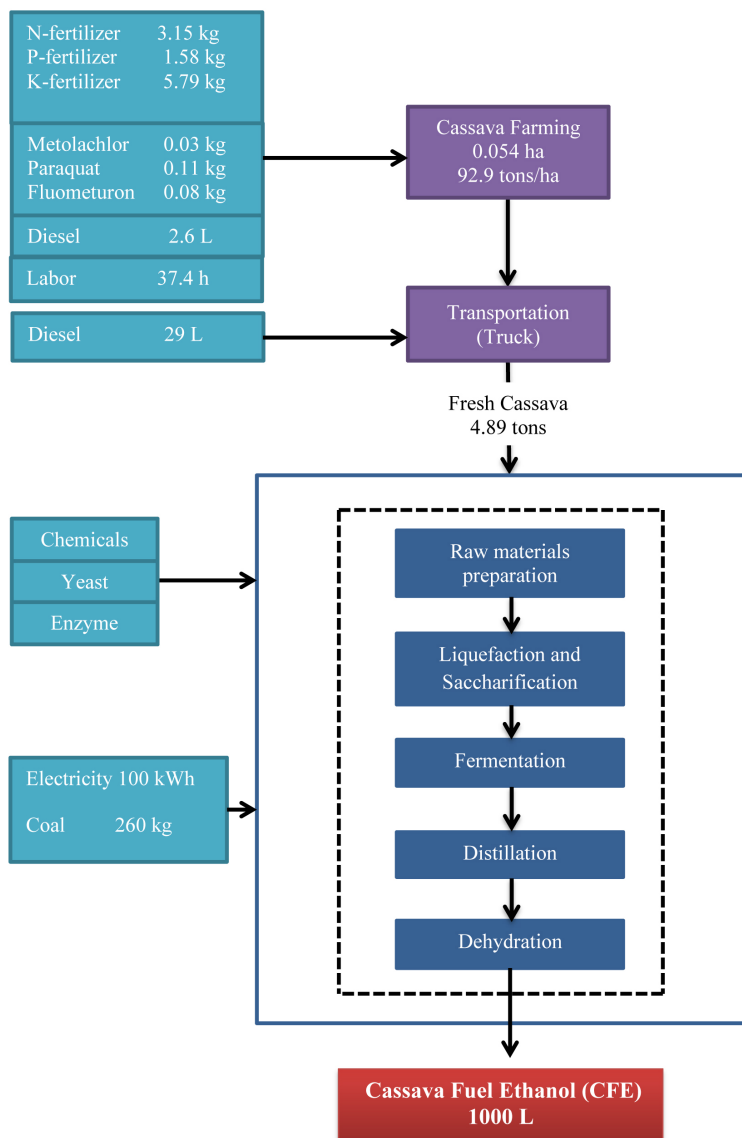 N-fertilizer 3.15 kg
P-fertilizer 1.58 kg
K-fertilizer 5.79 kg
Metolachlor 0.03 kg
Paraquat 0.11 kg
Fluometuron 0.08 kg
Diesel 2.6 L
Labor 37.4 h
Diesel 29 L
Cassava Farming
0.054 ha
92.9 tons/ha
Transportation
(Truck)
Fresh Cassava
4.89 tons
Chemicals
Yeast
Enzyme
Electricity 100 kWh
Coal 260 kg
Raw materials
preparation
Liquefaction and
Saccharification
Fermentation
Distillation
Dehydration
Cassava Fuel Ethanol (CFE)
1000 L